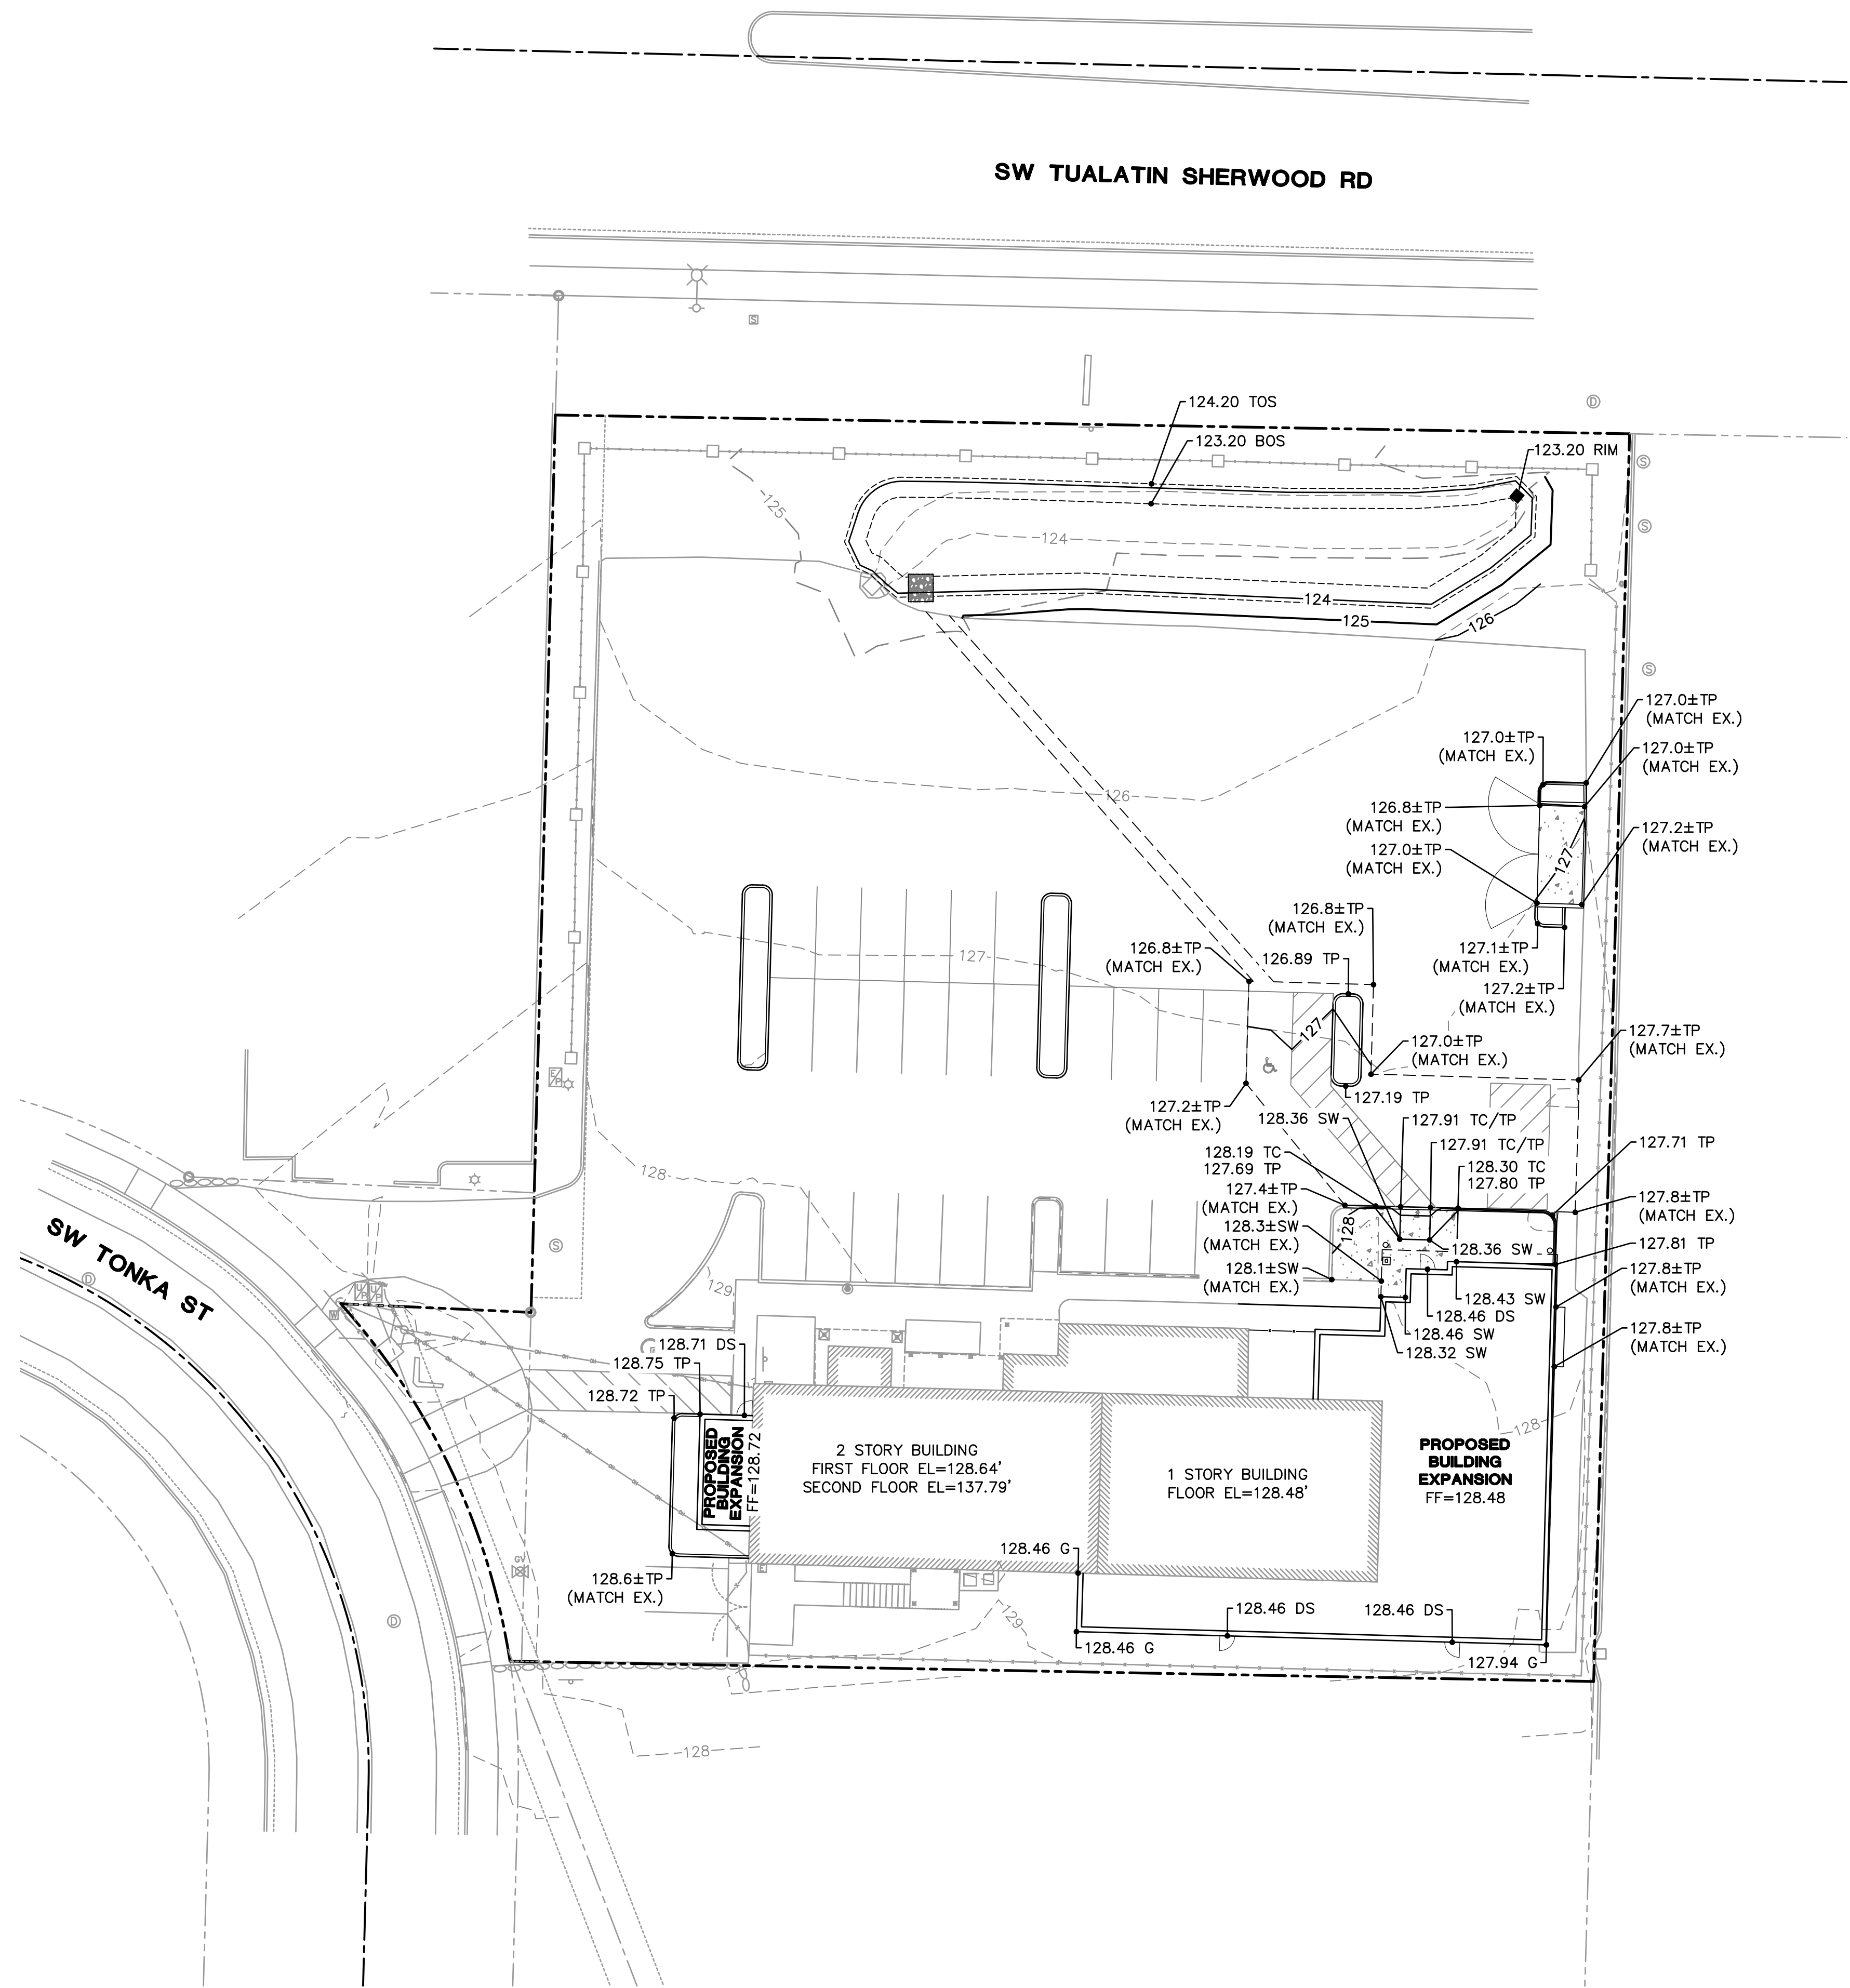 SW TUALATIN SHERWOOD RD
S
124.20 TOS
D
123.20 BOS
123.20 RIM
S
125
S
124
124
125
126
S
127.0±TP
(MATCH EX.)
127.0±TP
(MATCH EX.)
127.0±TP
(MATCH EX.)
126
126.8±TP
(MATCH EX.)
127.2±TP
(MATCH EX.)
127.0±TP
(MATCH EX.)
127
126.8±TP
(MATCH EX.)
126.8±TP
(MATCH EX.)
127
126.89 TP
127.1±TP
(MATCH EX.)
127.2±TP
(MATCH EX.)
127
127.0±TP
(MATCH EX.)
127.7±TP
(MATCH EX.)
E
P
127.2±TP
(MATCH EX.)
127.19 TP
128.36 SW
127.91 TC/TP
127.91 TC/TP
127.71 TP
128.19 TC
127.69 TP
128.30 TC
127.80 TP
128
127.4±TP
(MATCH EX.)
127.8±TP
(MATCH EX.)
128.3±SW
(MATCH EX.)
128
SW TONKA ST
S
128.36 SW
127.81 TP
D
128.1±SW
(MATCH EX.)
127.8±TP
(MATCH EX.)
129
U
P
U
P
W
128.43 SW
128.46 DS
128.46 SW
128.32 SW
127.8±TP
(MATCH EX.)
128.71 DS
128.75 TP
128.72 TP
128
PROPOSED
BUILDING
EXPANSION
FF=128.72
2 STORY BUILDING
FIRST FLOOR EL=128.64'
SECOND FLOOR EL=137.79'
1 STORY BUILDING
FLOOR EL=128.48'
PROPOSED
BUILDING
EXPANSION
FF=128.48
128.46 G
GV
E
128.6±TP
(MATCH EX.)
D
129
128.46 DS
128.46 DS
128.46 G
127.94 G
128